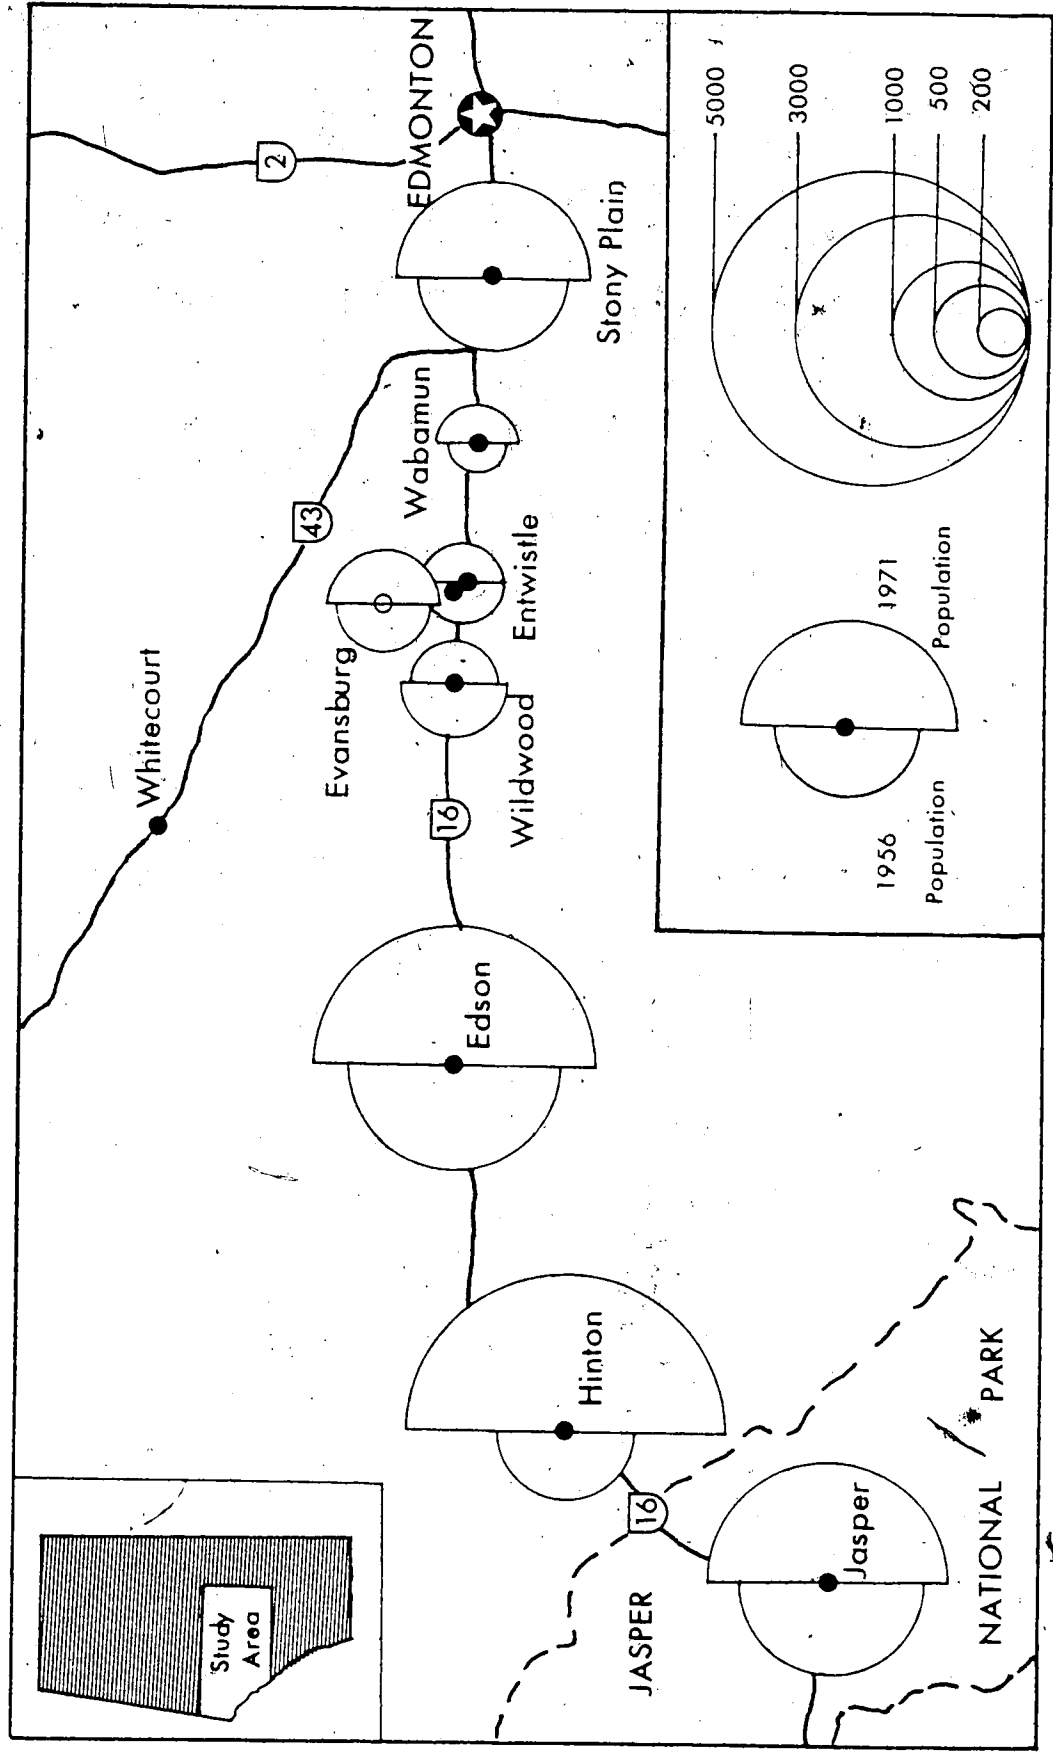 Study
Area
JASPER
NATIONAL PARK
Jasper
16
Hinton
Edson
16
Whitecourt
Wildwood
Evansburg
Entwistle
43
Wabamun
Stony Plain
2
EDMONTON
1956
Population
1971
Population
5000
3000
1000
500
200